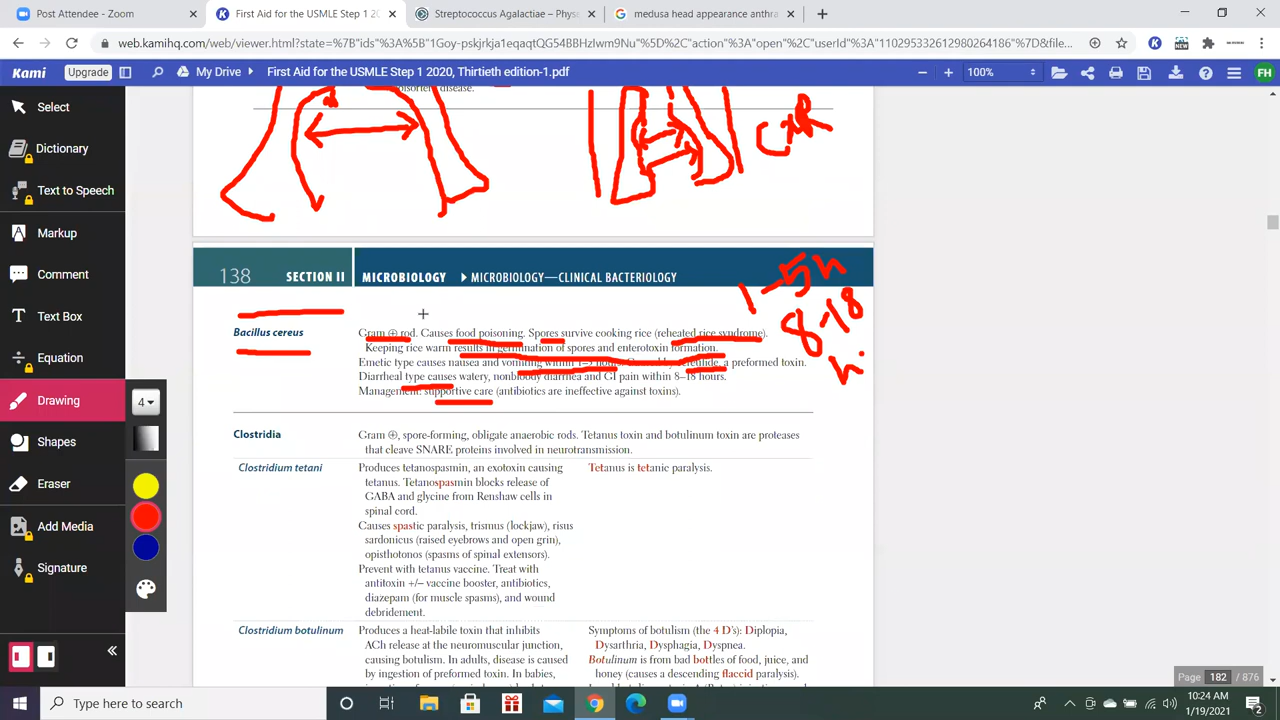 Post Attendee - Zoom
First Aid for the USMLE Step 1 20
Streptococcus Agalactiae - Physi
medusa head appearance anthra
web.kamihq.com/web/viewer.html?state=%7B"ids"%3A%5B"1Goy-pskjrkja1eqaqtQG54BBHzIwm9Nu"%5D%2C"action"%3A"open"%2C"userId"%3A"110295332612980264186"%7D&file...
Kami
Upgrade
My Drive
First Aid for the USMLE Step 1 2020, Thirtieth edition-1.pdf
100%
FH
Select
Dictionary
Text to Speech
Markup
Comment
Text Box
Equation
Drawing
Shapes
Eraser
Add Media
Signature
4
disease.
138 SECTION II MICROBIOLOGY MICROBIOLOGY—CLINICAL BACTERIOLOGY
1-5h
8-18
h
Bacillus cereus
Gram ⊕ rod. Causes food poisoning. Spores survive cooking rice (reheated rice syndrome).
Keeping rice warm results in germination of spores and enterotoxin formation.
Emetic type causes nausea and vomiting within 1–5 hours. Caused by cereulide, a preformed toxin.
Diarrheal type causes watery, nonbloody diarrhea and GI pain within 8–18 hours.
Management: supportive care (antibiotics are ineffective against toxins).
Clostridia
Gram ⊕, spore-forming, obligate anaerobic rods. Tetanus toxin and botulinum toxin are proteases
that cleave SNARE proteins involved in neurotransmission.
Clostridium tetani
Produces tetanospasmin, an exotoxin causing
tetanus. Tetanospasmin blocks release of
GABA and glycine from Renshaw cells in
spinal cord.
Causes spastic paralysis, trismus (lockjaw), risus
sardonicus (raised eyebrows and open grin),
opisthotonos (spasms of spinal extensors).
Prevent with tetanus vaccine. Treat with
antitoxin +/− vaccine booster, antibiotics,
diazepam (for muscle spasms), and wound
debridement.
Tetanus is tetanic paralysis.
Clostridium botulinum
Produces a heat-labile toxin that inhibits
ACh release at the neuromuscular junction,
causing botulism. In adults, disease is caused
by ingestion of preformed toxin. In babies,
Symptoms of botulism (the 4 D's): Diplopia,
Dysarthria, Dysphagia, Dyspnea.
Botulinum is from bad bottles of food, juice, and
honey (causes a descending flaccid paralysis).
Page 182 / 876
Type here to search
10:24 AM
1/19/2021
2